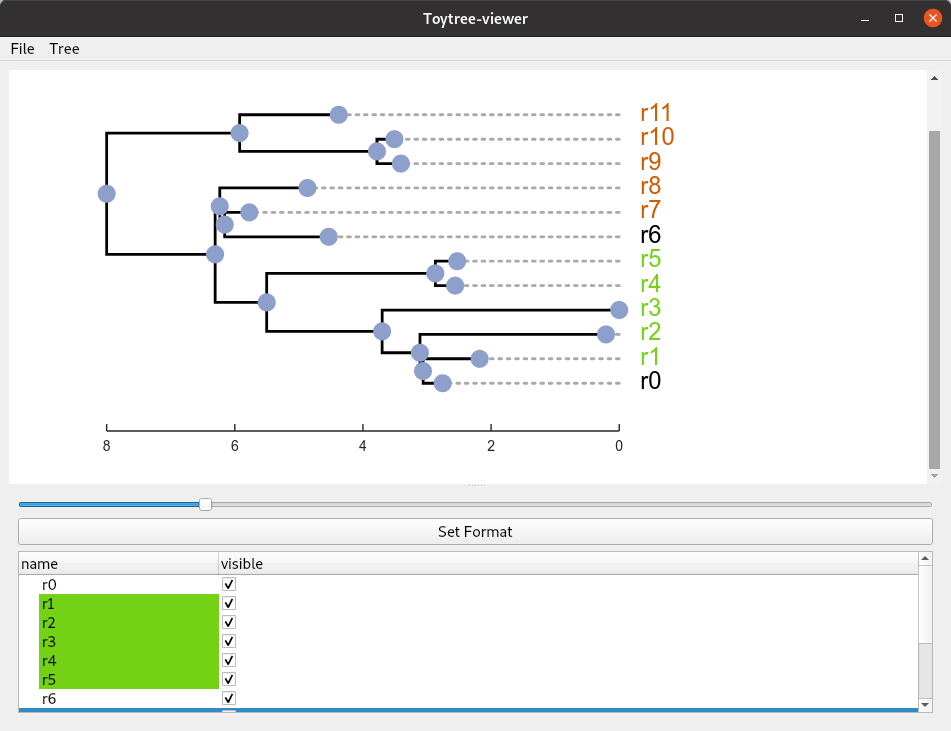 Toytree-viewer
File Tree
r11
r10
r9
r8
r7
r6
r5
r4
r3
r2
r1
r0
8 6 4 2 0
Set Format
name visible
r0
r1
r2
r3
r4
r5
r6